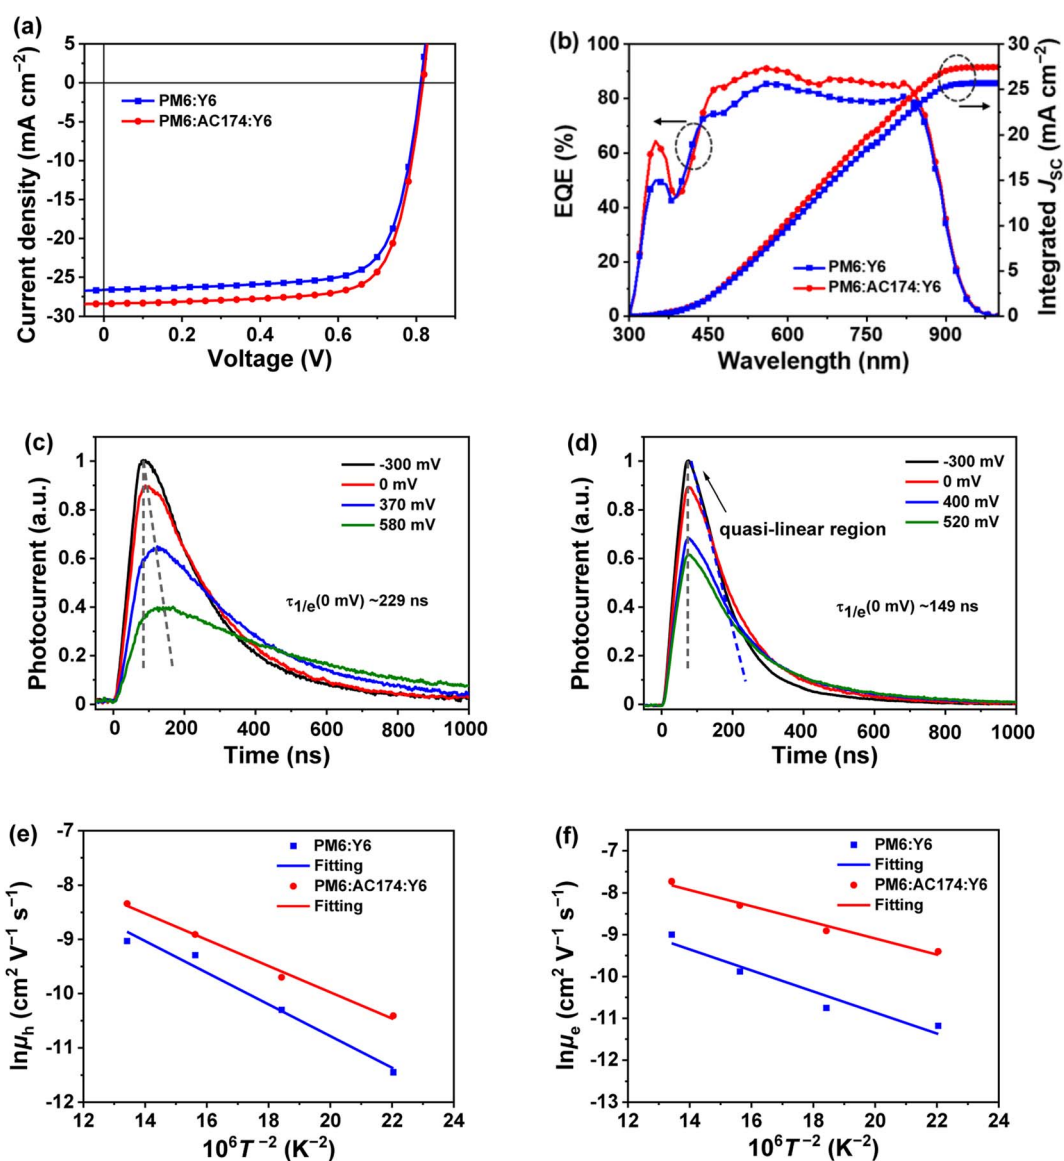 (a)
5
0
-5
-10
-15
-20
-25
-30
0
0.2
0.4
0.6
0.8
Current density (mA cm⁻²)
Voltage (V)
PM6:Y6
PM6:AC174:Y6
(b)
100
80
60
40
20
0
30
25
20
15
10
5
0
300
450
600
750
900
EQE (%)
Integrated J_SC (mA cm⁻²)
Wavelength (nm)
PM6:Y6
PM6:AC174:Y6
(c)
1
0.8
0.6
0.4
0.2
0
0
200
400
600
800
1000
Photocurrent (a.u.)
Time (ns)
-300 mV
0 mV
370 mV
580 mV
τ1/e(0 mV) ~229 ns
(d)
1
0.8
0.6
0.4
0.2
0
0
200
400
600
800
1000
Photocurrent (a.u.)
Time (ns)
-300 mV
0 mV
400 mV
520 mV
quasi-linear region
τ1/e(0 mV) ~149 ns
(e)
-7
-8
-9
-10
-11
-12
12
14
16
18
20
22
24
lnμh (cm² V⁻¹ s⁻¹)
10⁶T⁻² (K⁻²)
PM6:Y6
Fitting
PM6:AC174:Y6
Fitting
(f)
-7
-8
-9
-10
-11
-12
-13
12
14
16
18
20
22
24
lnμe (cm² V⁻¹ s⁻¹)
10⁶T⁻² (K⁻²)
PM6:Y6
Fitting
PM6:AC174:Y6
Fitting